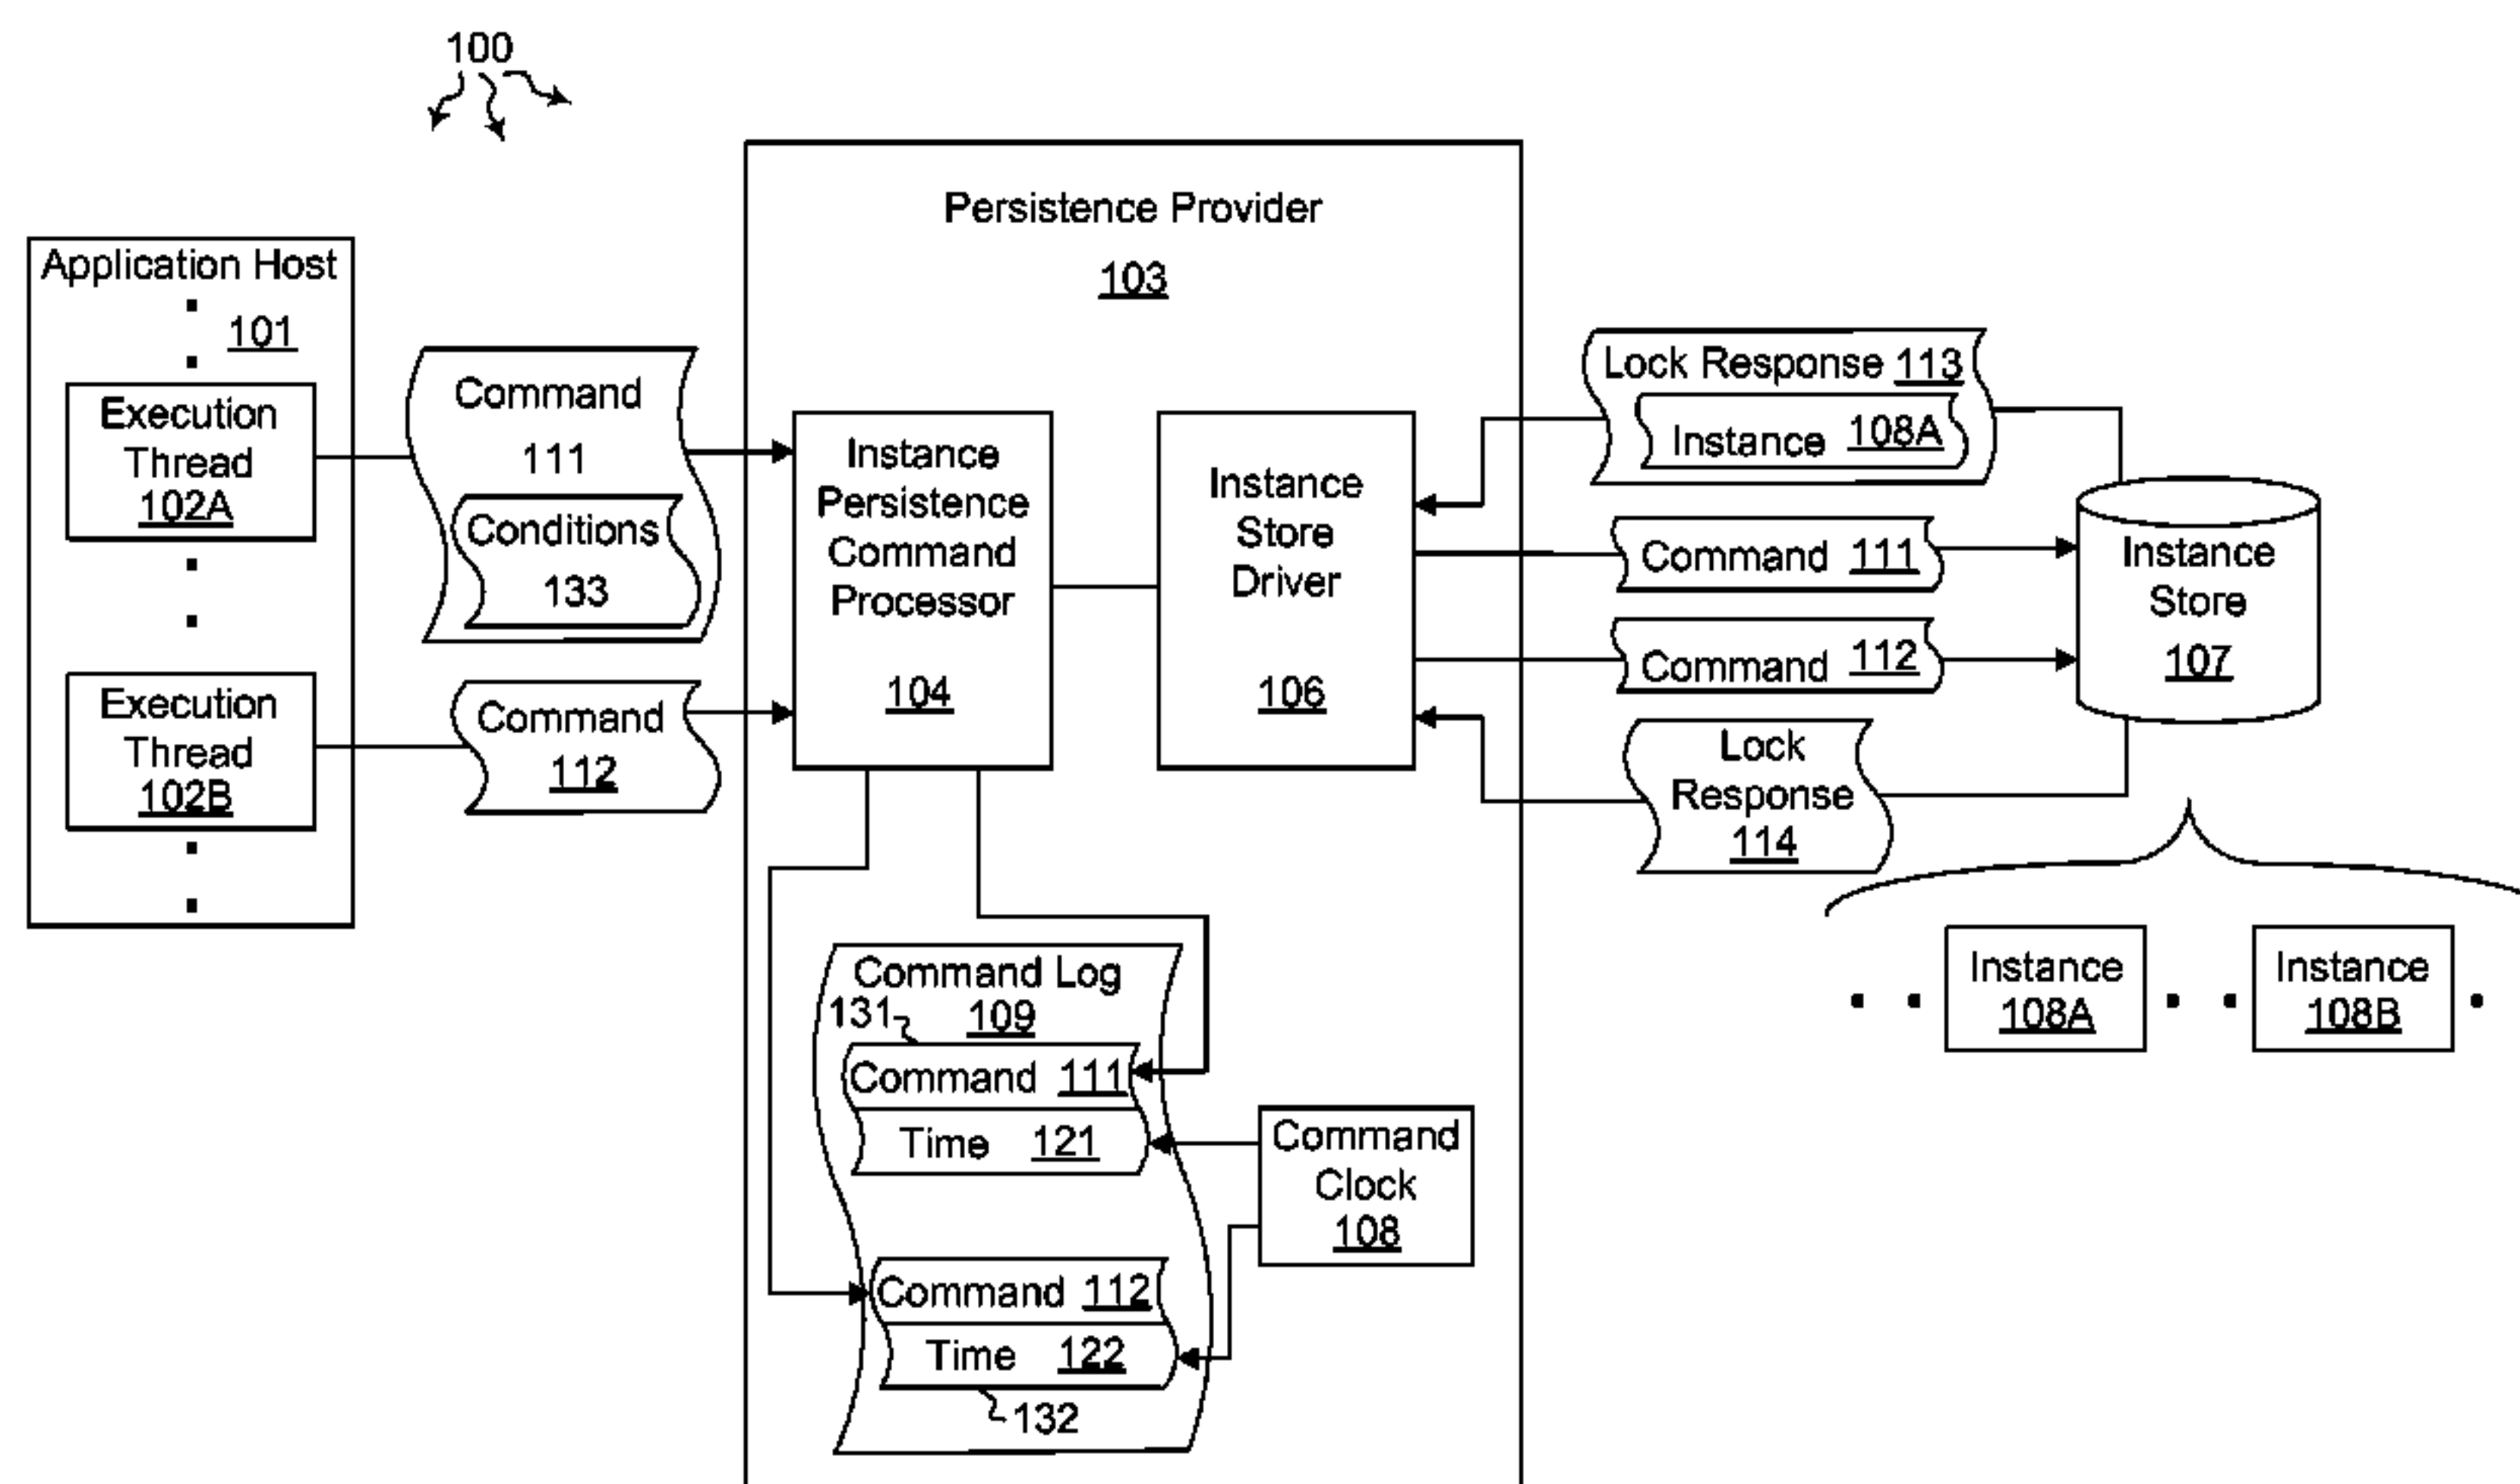 100
Persistence Provider
103
Application Host
101
Execution
Thread
102A
Execution
Thread
102B
Command
111
Conditions
133
Command
112
Instance
Persistence
Command
Processor
104
Instance
Store
Driver
106
Lock Response 113
Instance 108A
Command 111
Command 112
Lock
Response
114
Instance
Store
107
Instance
108A
Instance
108B
Command Log
109
131
Command 111
Time 121
Command 112
Time 122
132
Command
Clock
108